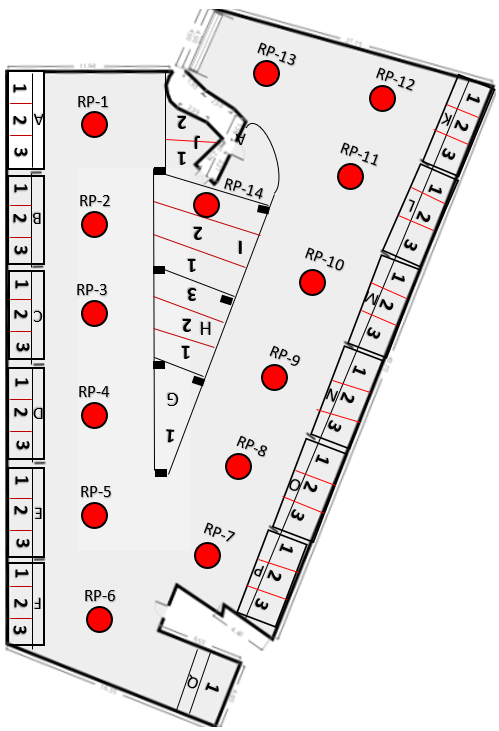 RP-13
RP-12
RP-1
RP-11
RP-2
RP-14
RP-10
RP-3
RP-9
RP-4
RP-8
RP-5
RP-7
RP-6
1 2 3 A
1 2 3 B
1 2 3 C
1 2 3 D
1 2 3 E
1 2 3 F
2 1 J
2 1 I
3 2 1 H
G 1
1 2 3 K
1 2 3 L
1 2 3 M
1 2 3 N
1 2 3 O
1 2 3 P
Q 1